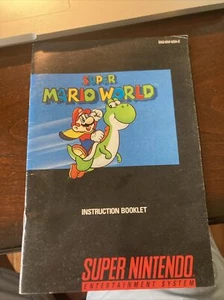 SUPER
MARIO WORLD
INSTRUCTION BOOKLET
SUPER NINTENDO
ENTERTAINMENT SYSTEM